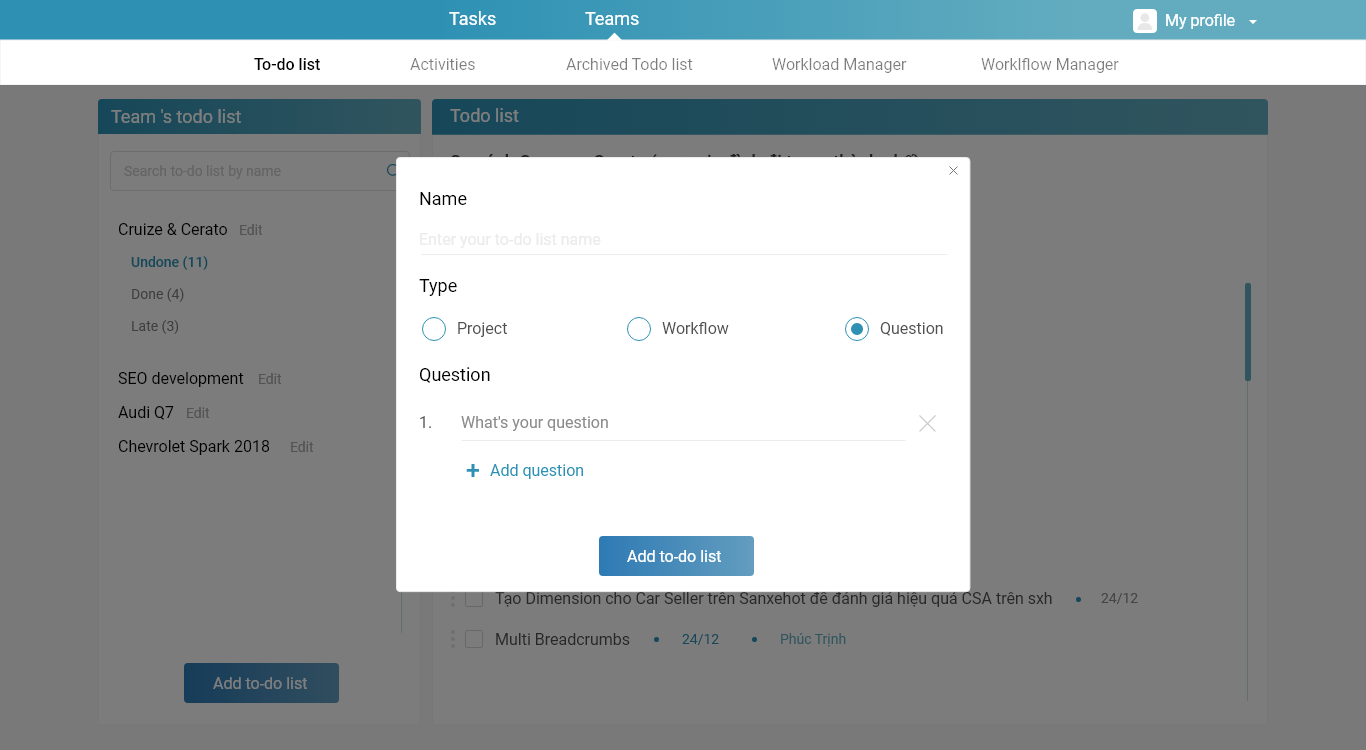 Tasks
Teams
My profile
To-do list
Activities
Archived Todo list
Workload Manager
Worklflow Manager
Team 's todo list
Search to-do list by name
Cruize & Cerato Edit
Undone (11)
Done (4)
Late (3)
SEO development Edit
Audi Q7 Edit
Chevrolet Spark 2018 Edit
Add to-do list
Todo list
Name
Enter your to-do list name
Type
Project
Workflow
Question
Question
1. What's your question
+ Add question
Add to-do list
Tạo Dimension cho Car Seller trên Sanxehot để đánh giá hiệu quả CSA trên sxh • 24/12
Multi Breadcrumbs • 24/12 • Phúc Trịnh